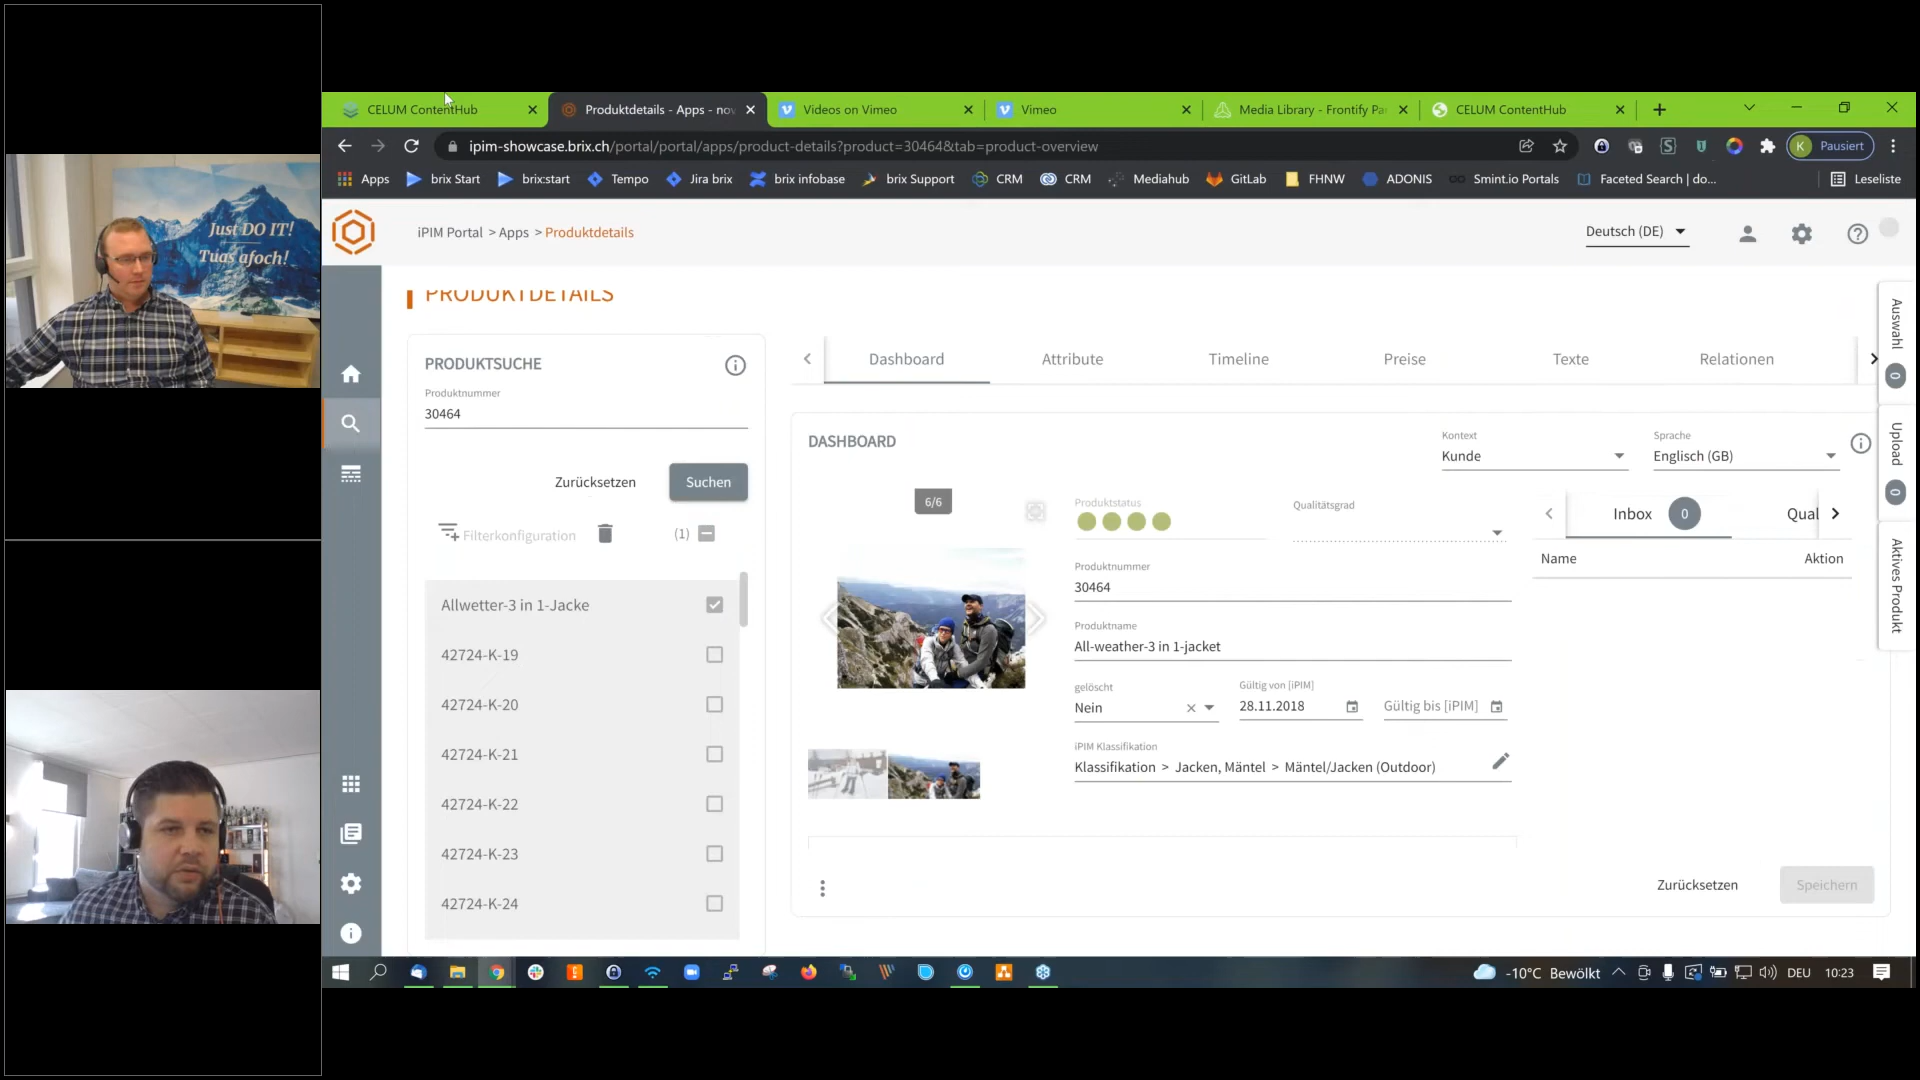 Just DO IT!
Tuas afoch!
CELUM ContentHub
Produktdetails - Apps - nov
Videos on Vimeo
Vimeo
Media Library - Frontify Pa
CELUM ContentHub
ipim-showcase.brix.ch/portal/portal/apps/product-details?product=30464&tab=product-overview
K Pausiert
Apps
brix Start
brix:start
Tempo
Jira brix
brix infobase
brix Support
CRM
CRM
Mediahub
GitLab
FHNW
ADONIS
Smint.io Portals
Faceted Search | do...
Leseliste
iPIM Portal > Apps > Produktdetails
Deutsch (DE)
PRODUKTDETAILS
PRODUKTSUCHE
Produktnummer
30464
Zurücksetzen
Suchen
Filterkonfiguration
(1)
Allwetter-3 in 1-Jacke
42724-K-19
42724-K-20
42724-K-21
42724-K-22
42724-K-23
42724-K-24
Dashboard
Attribute
Timeline
Preise
Texte
Relationen
DASHBOARD
Kontext
Kunde
Sprache
Englisch (GB)
6/6
Produktstatus
Qualitätsgrad
Produktnummer
30464
Produktname
All-weather-3 in 1-jacket
gelöscht
Nein
Gültig von [iPIM]
28.11.2018
Gültig bis [iPIM]
iPIM Klassifikation
Klassifikation > Jacken, Mäntel > Mäntel/Jacken (Outdoor)
Inbox 0
Qual
Name
Aktion
Zurücksetzen
Speichern
Auswahl 0
Upload 0
Aktives Produkt
-10°C Bewölkt
DEU
10:23